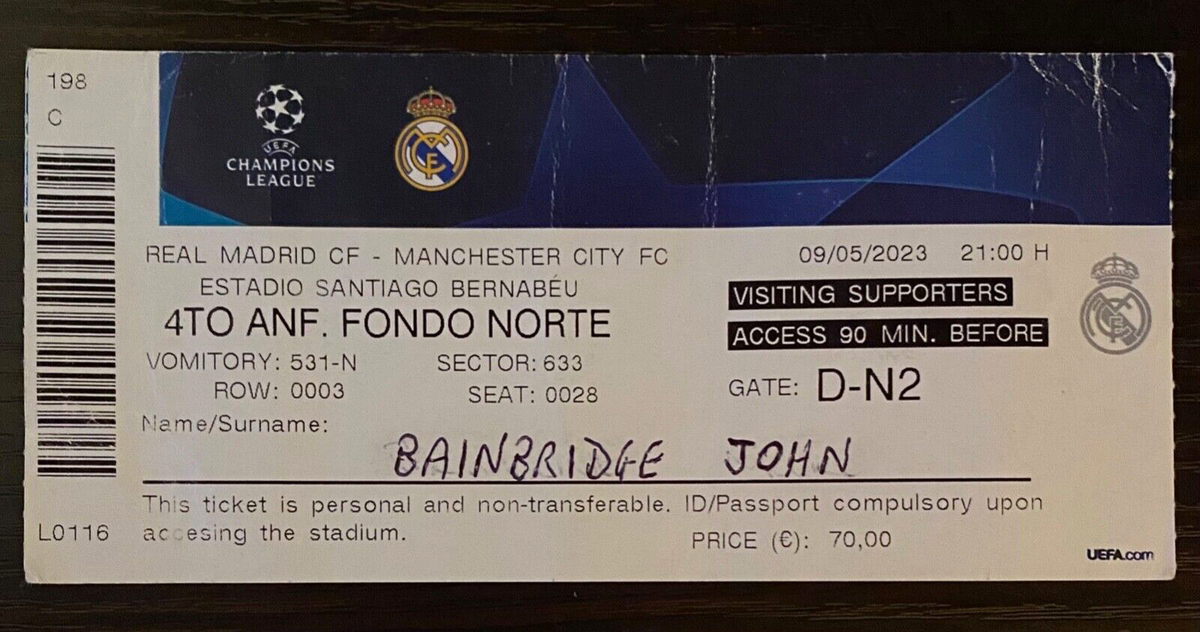 198
C
UEFA
CHAMPIONS
LEAGUE
REAL MADRID CF - MANCHESTER CITY FC
09/05/2023 21:00 H
ESTADIO SANTIAGO BERNABÉU
VISITING SUPPORTERS
4TO ANF. FONDO NORTE
ACCESS 90 MIN. BEFORE
VOMITORY: 531-N SECTOR: 633
ROW: 0003 SEAT: 0028
GATE: D-N2
Name/Surname:
BAINBRIDGE JOHN
This ticket is personal and non-transferable. ID/Passport compulsory upon
accesing the stadium.
PRICE (€): 70,00
L0116
UEFA.com